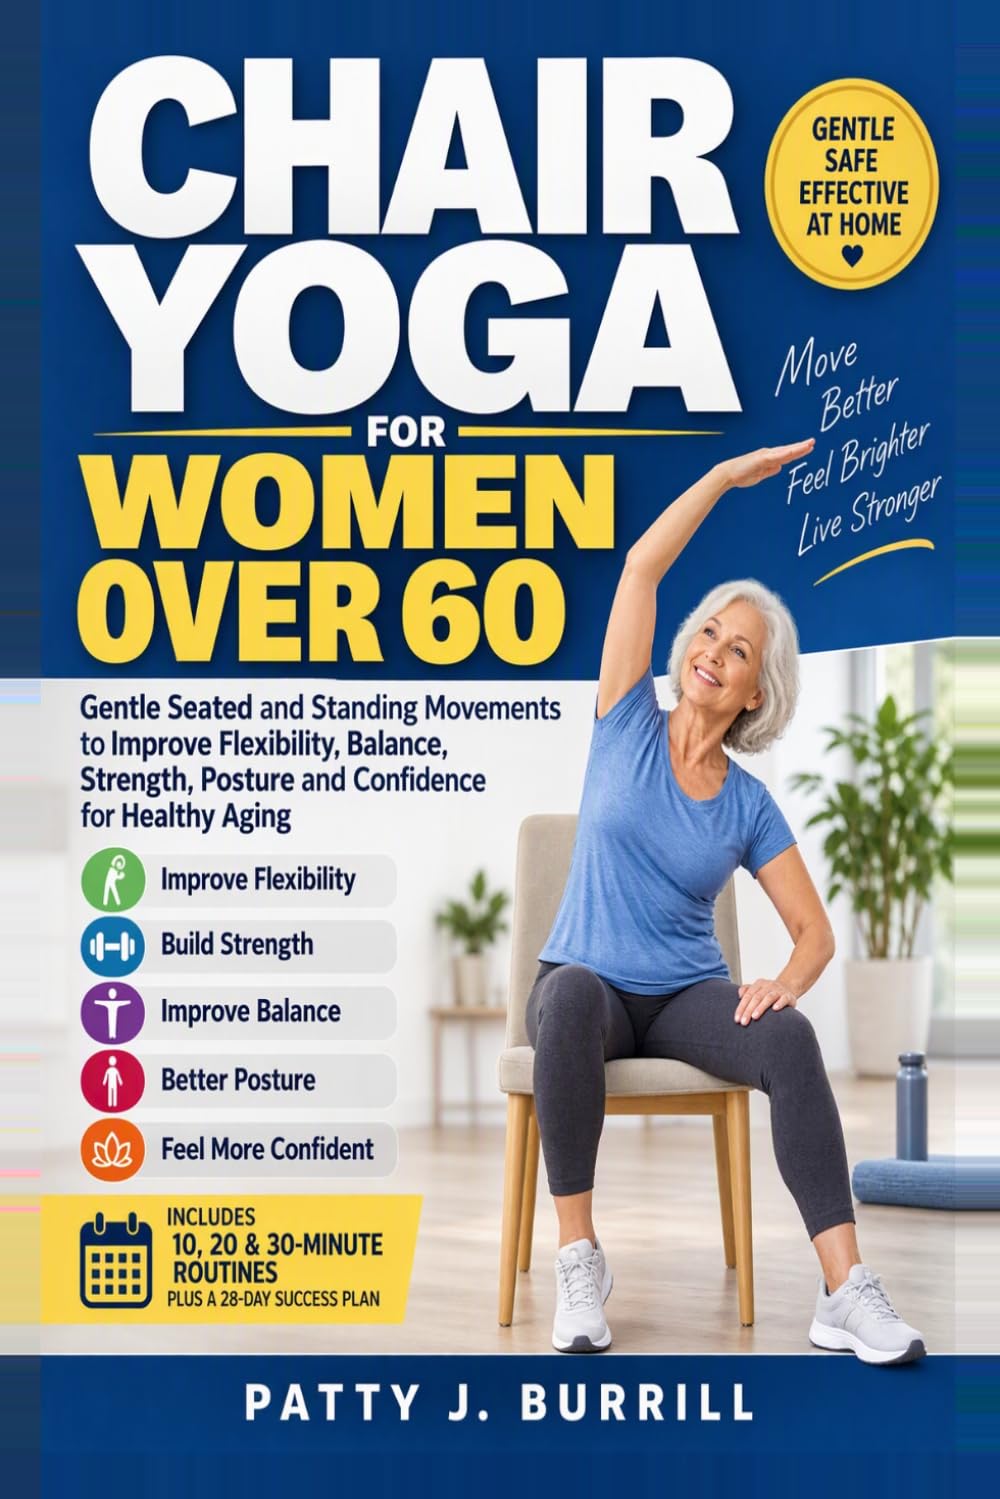 CHAIR
YOGA
FOR
WOMEN
OVER 60
GENTLE
SAFE
EFFECTIVE
AT HOME
Move
Better
Feel Brighter
Live Stronger
Gentle Seated and Standing Movements
to Improve Flexibility, Balance,
Strength, Posture and Confidence
for Healthy Aging
Improve Flexibility
Build Strength
Improve Balance
Better Posture
Feel More Confident
INCLUDES
10, 20 & 30-MINUTE
ROUTINES
PLUS A 28-DAY SUCCESS PLAN
PATTY J. BURRILL